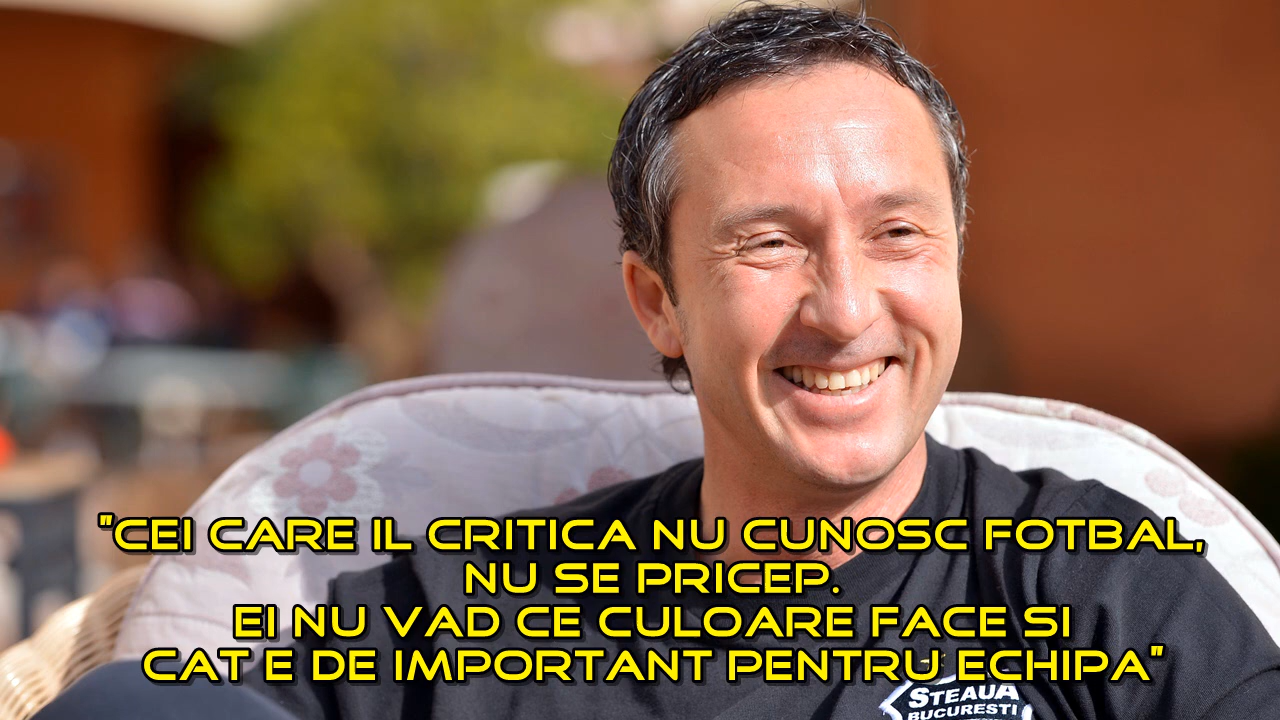 "CEI CARE IL CRITICA NU CUNOSC FOTBAL,
NU SE PRICEP.
EI NU VAD CE CULOARE FACE SI
CAT E DE IMPORTANT PENTRU ECHIPA"
STEAUA
BUCURESTI